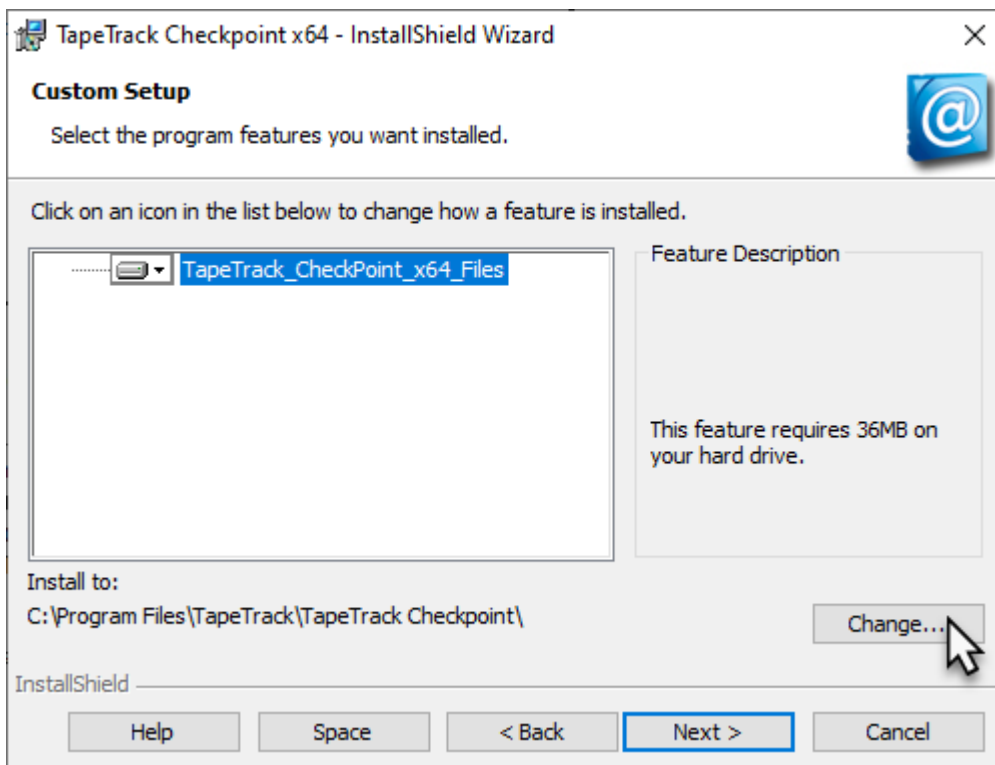 TapeTrack Checkpoint x64 - InstallShield Wizard
Custom Setup
Select the program features you want installed.
Click on an icon in the list below to change how a feature is installed.
TapeTrack_CheckPoint_x64_Files
Feature Description
This feature requires 36MB on
your hard drive.
Install to:
C:\Program Files\TapeTrack\TapeTrack Checkpoint\
Change...
InstallShield
Help
Space
< Back
Next >
Cancel